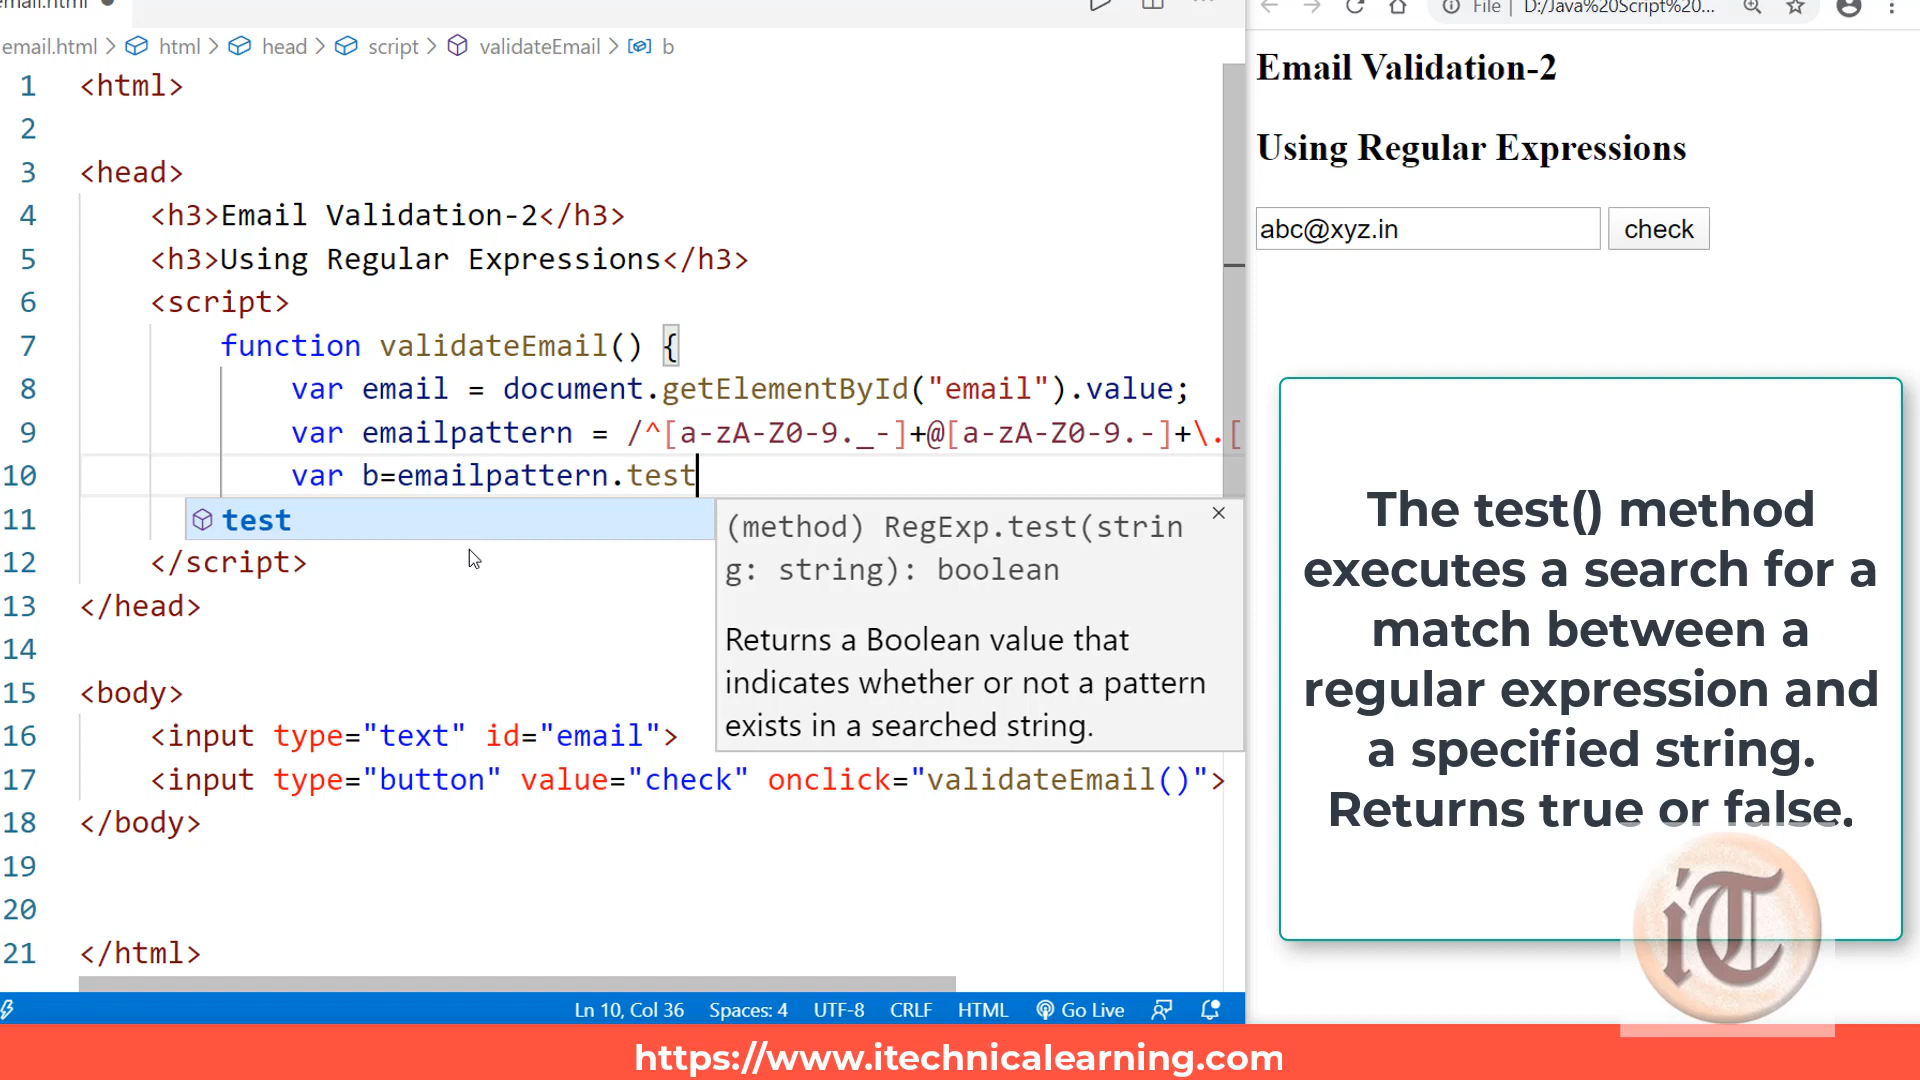 email.html
email.html > html > head > script > validateEmail > b
1 <html>
2
3 <head>
4 <h3>Email Validation-2</h3>
5 <h3>Using Regular Expressions</h3>
6 <script>
7 function validateEmail() {
8 var email = document.getElementById("email").value;
9 var emailpattern = /^[a-zA-Z0-9._-]+@[a-zA-Z0-9.-]+\.[
10 var b=emailpattern.test
11
12 </script>
13 </head>
14
15 <body>
16 <input type="text" id="email">
17 <input type="button" value="check" onclick="validateEmail()">
18 </body>
19
20
21 </html>
test
(method) RegExp.test(strin
g: string): boolean
Returns a Boolean value that
indicates whether or not a pattern
exists in a searched string.
Ln 10, Col 36 Spaces: 4 UTF-8 CRLF HTML Go Live
File | D:/Java%20Script%20...
Email Validation-2
Using Regular Expressions
abc@xyz.in check
The test() method
executes a search for a
match between a
regular expression and
a specified string.
Returns true or false.
iT
https://www.itechnicalearning.com